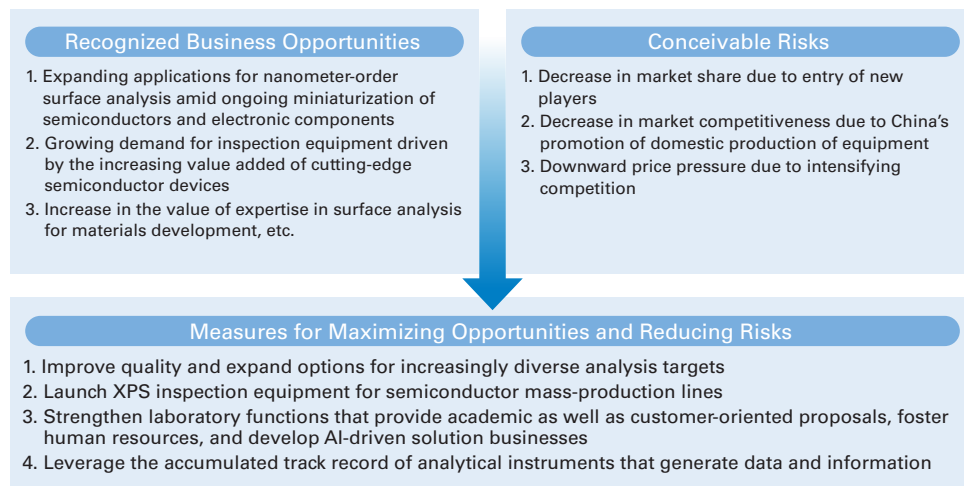 Recognized Business Opportunities
1. Expanding applications for nanometer-order
surface analysis amid ongoing miniaturization of
semiconductors and electronic components
2. Growing demand for inspection equipment driven
by the increasing value added of cutting-edge
semiconductor devices
3. Increase in the value of expertise in surface analysis
for materials development, etc.
Conceivable Risks
1. Decrease in market share due to entry of new
players
2. Decrease in market competitiveness due to China’s
promotion of domestic production of equipment
3. Downward price pressure due to intensifying
competition
Measures for Maximizing Opportunities and Reducing Risks
1. Improve quality and expand options for increasingly diverse analysis targets
2. Launch XPS inspection equipment for semiconductor mass-production lines
3. Strengthen laboratory functions that provide academic as well as customer-oriented proposals, foster
human resources, and develop AI-driven solution businesses
4. Leverage the accumulated track record of analytical instruments that generate data and information